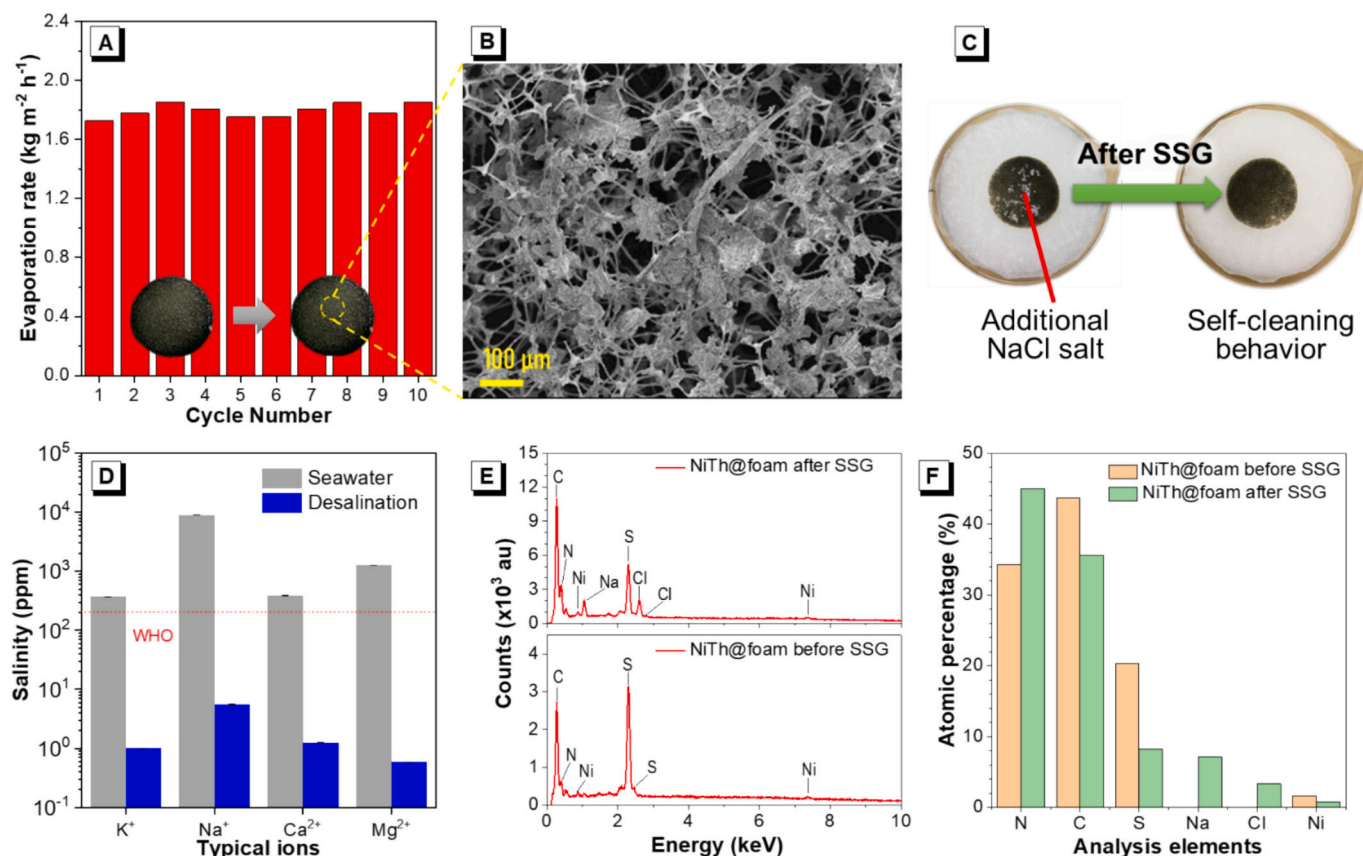 A
Evaporation rate (kg m⁻² h⁻¹)
2.4
2.0
1.6
1.2
0.8
0.4
0.0
1 2 3 4 5 6 7 8 9 10
Cycle Number
B
100 μm
C
After SSG
Additional
NaCl salt
Self-cleaning
behavior
D
Salinity (ppm)
10⁵
10⁴
10³
10²
10¹
10⁰
10⁻¹
Seawater
Desalination
WHO
K⁺ Na⁺ Ca²⁺ Mg²⁺
Typical ions
E
Counts (x10³ au)
15
12
9
6
3
0
NiTh@foam after SSG
C
N
Ni
Na
S
Cl
Cl
Ni
4
3
2
1
0
NiTh@foam before SSG
C
N
Ni
S
S
Ni
0 2 4 6 8 10
Energy (keV)
F
Atomic percentage (%)
50
40
30
20
10
0
NiTh@foam before SSG
NiTh@foam after SSG
N C S Na Cl Ni
Analysis elements